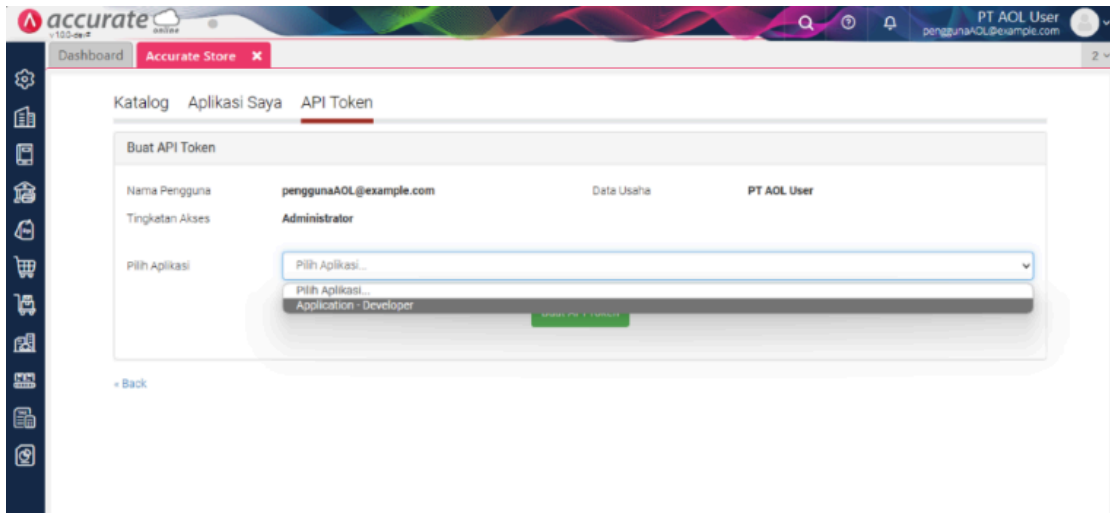 accurate
online
PT AOL User
penggunaAOL@example.com
Dashboard
Accurate Store
2
Katalog Aplikasi Saya API Token
Buat API Token
Nama Pengguna penggunaAOL@example.com Data Usaha PT AOL User
Tingkatan Akses Administrator
Pilih Aplikasi Pilih Aplikasi...
Pilih Aplikasi...
Application - Developer
Buat API Token
« Back